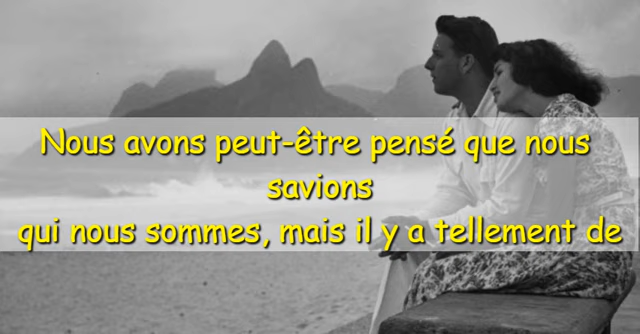 Nous avons peut-être pensé que nous
savions
qui nous sommes, mais il y a tellement de